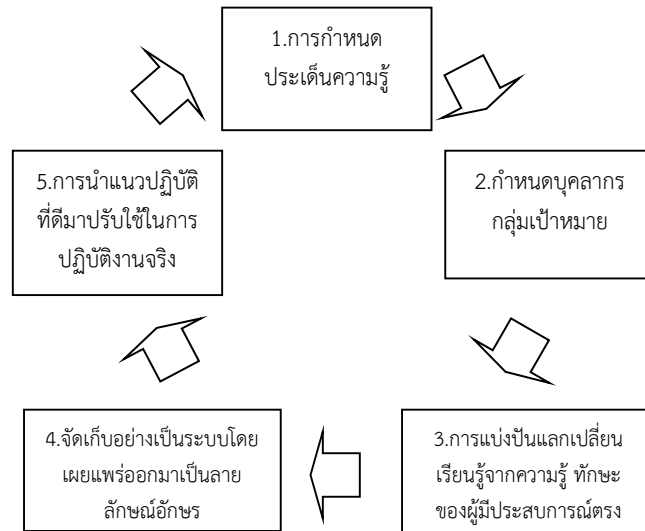 1.การกำหนด
ประเด็นความรู้
2.กำหนดบุคลากร
กลุ่มเป้าหมาย
3.การแบ่งปันแลกเปลี่ยน
เรียนรู้จากความรู้ ทักษะ
ของผู้มีประสบการณ์ตรง
4.จัดเก็บอย่างเป็นระบบโดย
เผยแพร่ออกมาเป็นลาย
ลักษณ์อักษร
5.การนำแนวปฏิบัติ
ที่ดีมาปรับใช้ในการ
ปฏิบัติงานจริง